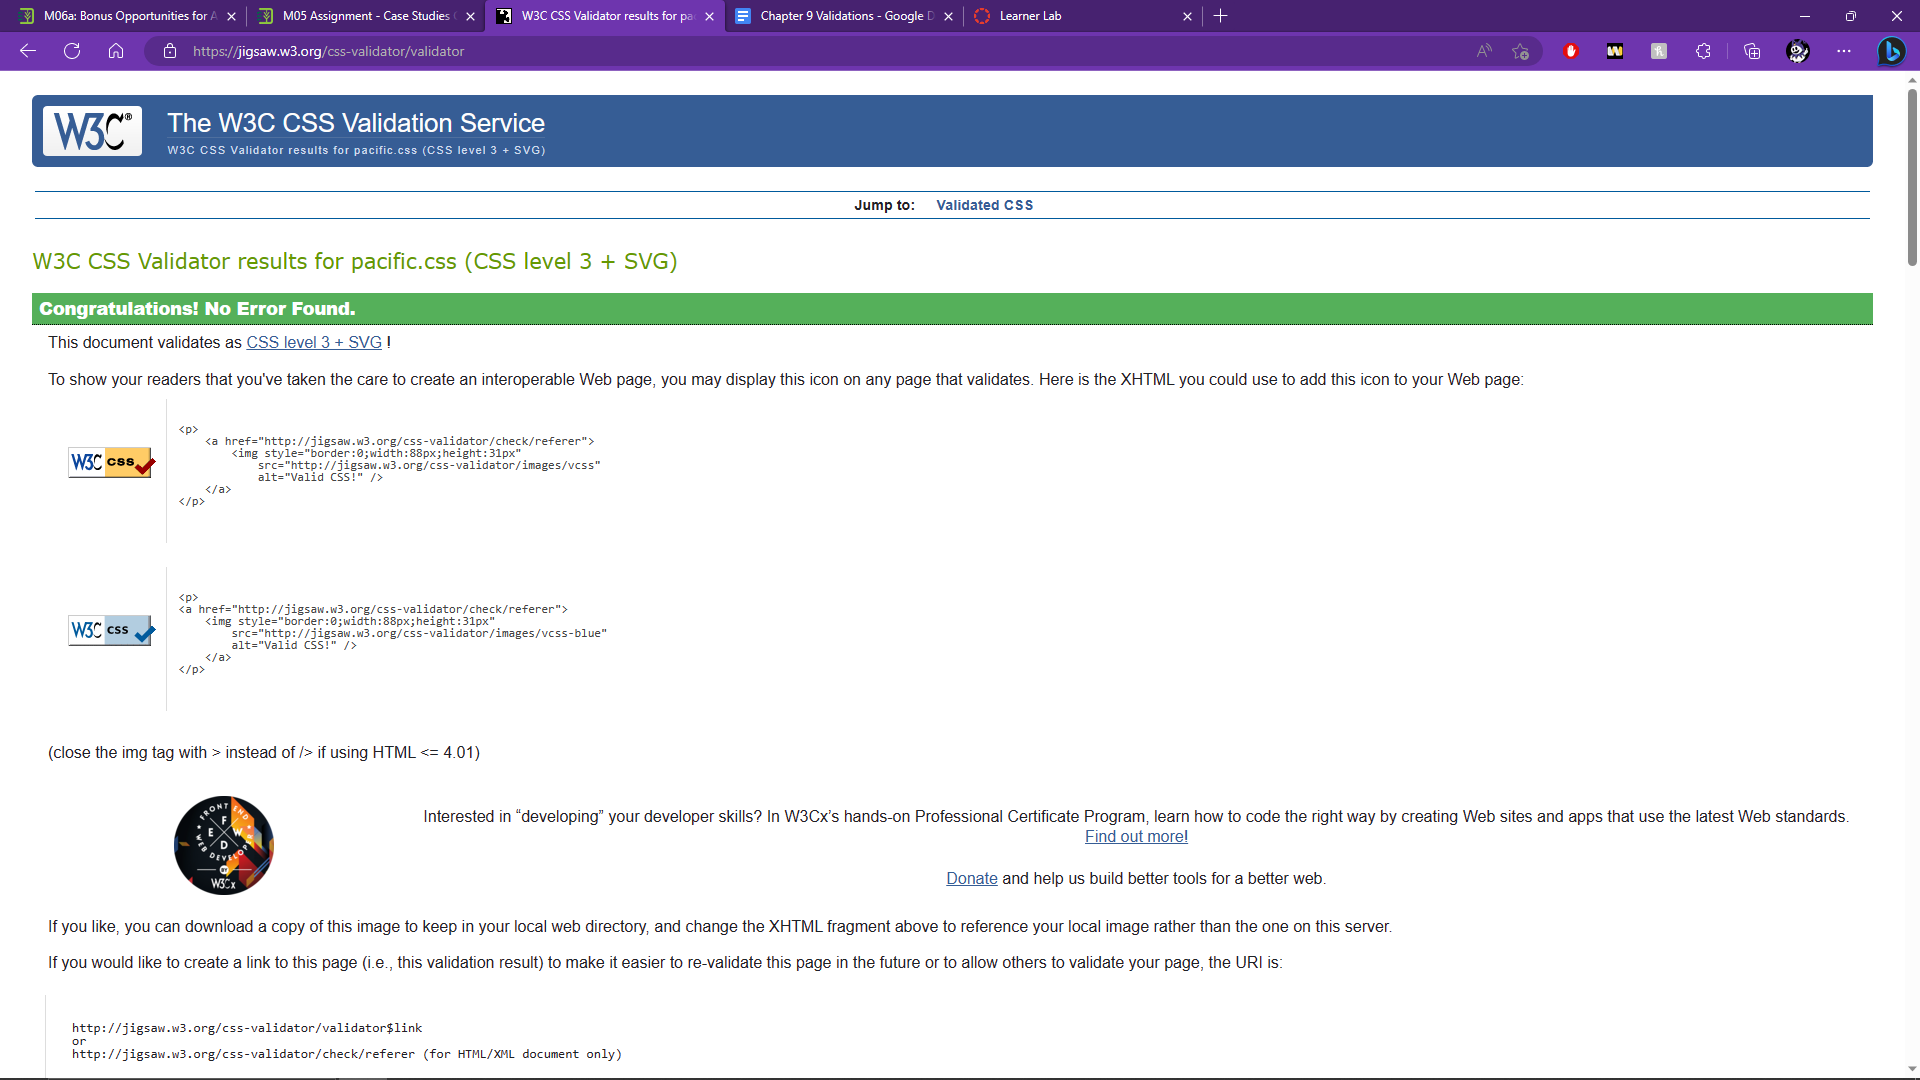 M06a: Bonus Opportunities for A
M05 Assignment - Case Studies
W3C CSS Validator results for pac
Chapter 9 Validations - Google D
Learner Lab
https://jigsaw.w3.org/css-validator/validator
W3C®
The W3C CSS Validation Service
W3C CSS Validator results for pacific.css (CSS level 3 + SVG)
Jump to: Validated CSS
W3C CSS Validator results for pacific.css (CSS level 3 + SVG)
Congratulations! No Error Found.
This document validates as CSS level 3 + SVG !
To show your readers that you've taken the care to create an interoperable Web page, you may display this icon on any page that validates. Here is the XHTML you could use to add this icon to your Web page:
W3C css
<p>
<a href="http://jigsaw.w3.org/css-validator/check/referer">
<img style="border:0;width:88px;height:31px"
src="http://jigsaw.w3.org/css-validator/images/vcss"
alt="Valid CSS!" />
</a>
</p>
W3C css
<p>
<a href="http://jigsaw.w3.org/css-validator/check/referer">
<img style="border:0;width:88px;height:31px"
src="http://jigsaw.w3.org/css-validator/images/vcss-blue"
alt="Valid CSS!" />
</a>
</p>
(close the img tag with > instead of /> if using HTML <= 4.01)
FRONT END
F
E W
D
WEB DEVELOPER
BY
W3Cx
Interested in “developing” your developer skills? In W3Cx’s hands-on Professional Certificate Program, learn how to code the right way by creating Web sites and apps that use the latest Web standards.
Find out more!
Donate and help us build better tools for a better web.
If you like, you can download a copy of this image to keep in your local web directory, and change the XHTML fragment above to reference your local image rather than the one on this server.
If you would like to create a link to this page (i.e., this validation result) to make it easier to re-validate this page in the future or to allow others to validate your page, the URI is:
http://jigsaw.w3.org/css-validator/validator$link
or
http://jigsaw.w3.org/css-validator/check/referer (for HTML/XML document only)